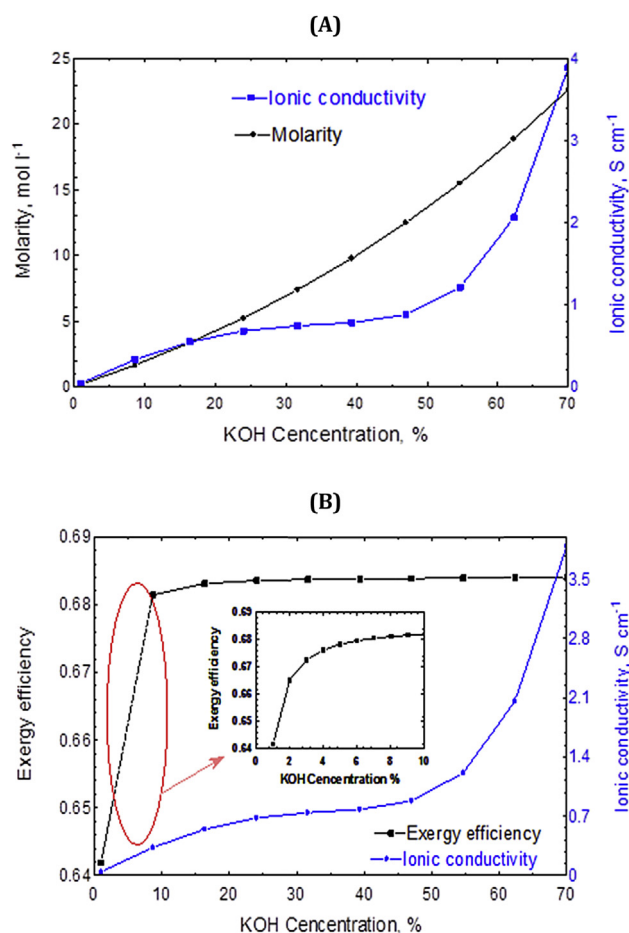 (A)
25
20
15
10
5
0
Molarity, mol l⁻¹
Ionic conductivity
Molarity
4
3
2
1
0
Ionic conductivity, S cm⁻¹
0 10 20 30 40 50 60 70
KOH Cencentration, %
(B)
0.69
0.68
0.67
0.66
0.65
0.64
Exergy efficiency
0.69
0.68
0.67
0.66
0.65
0.64
Exergy efficiency
0 2 4 6 8 10
KOH Cencentration %
Exergy efficiency
Ionic conductivity
3.5
2.8
2.1
1.4
0.7
0
Ionic conductivity, S cm⁻¹
0 10 20 30 40 50 60 70
KOH Cencentration, %